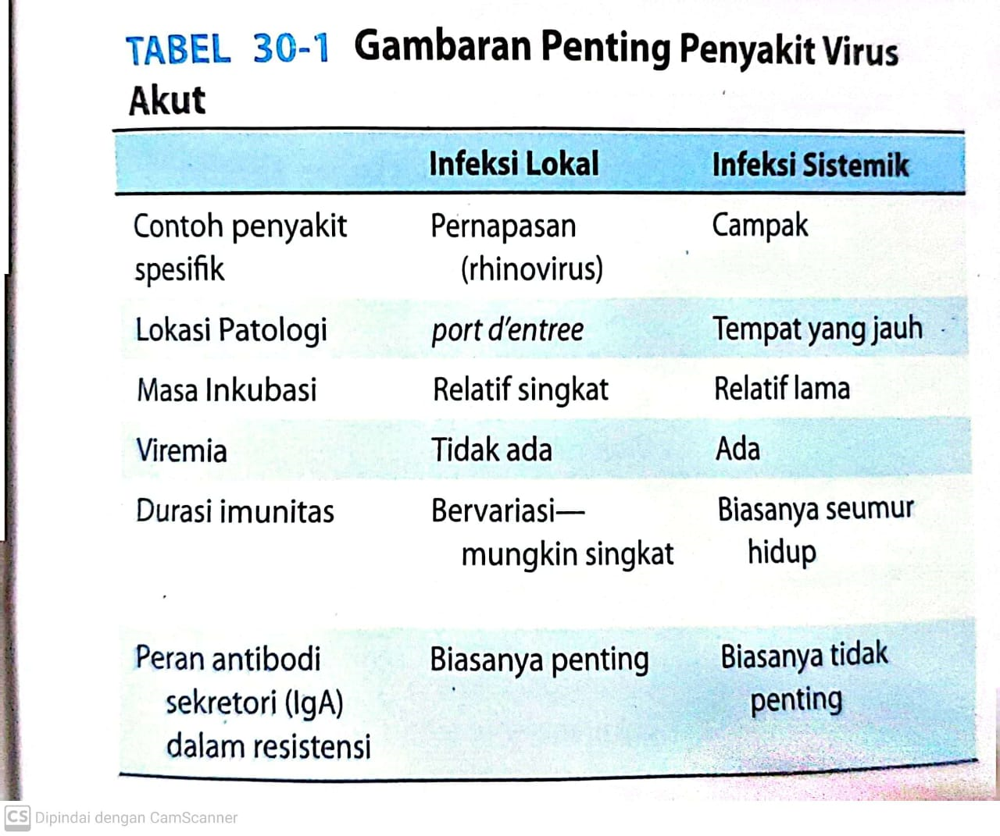 TABEL 30-1 Gambaran Penting Penyakit Virus
Akut
Infeksi Lokal Infeksi Sistemik
Contoh penyakit Pernapasan Campak
spesifik (rhinovirus)
Lokasi Patologi port d'entree Tempat yang jauh
Masa Inkubasi Relatif singkat Relatif lama
Viremia Tidak ada Ada
Durasi imunitas Bervariasi— Biasanya seumur
mungkin singkat hidup
Peran antibodi Biasanya penting Biasanya tidak
sekretori (IgA) penting
dalam resistensi
CS Dipindai dengan CamScanner